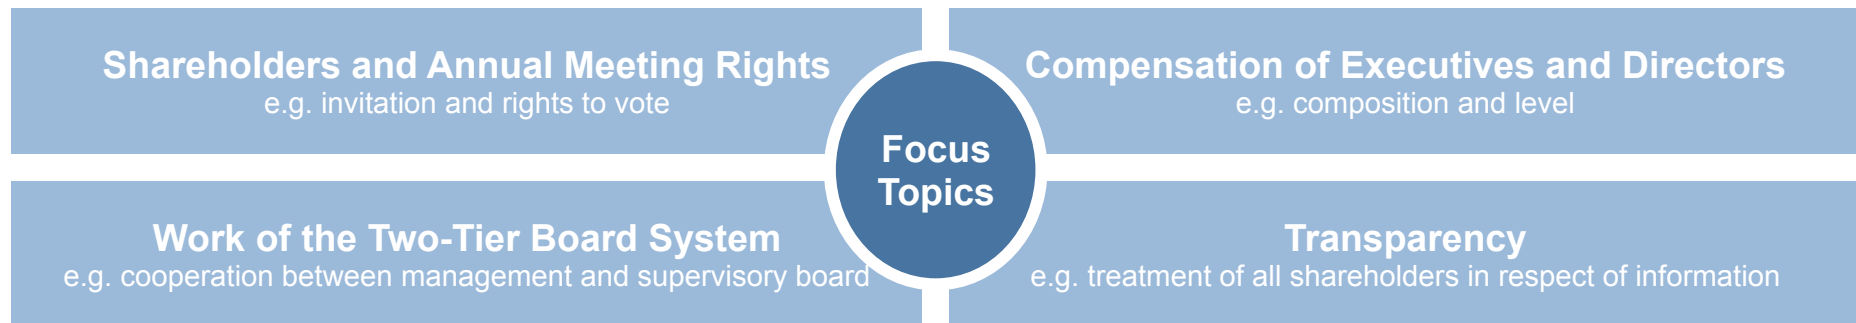 Shareholders and Annual Meeting Rights
e.g. invitation and rights to vote
Compensation of Executives and Directors
e.g. composition and level
Focus
Topics
Work of the Two-Tier Board System
e.g. cooperation between management and supervisory board
Transparency
e.g. treatment of all shareholders in respect of information